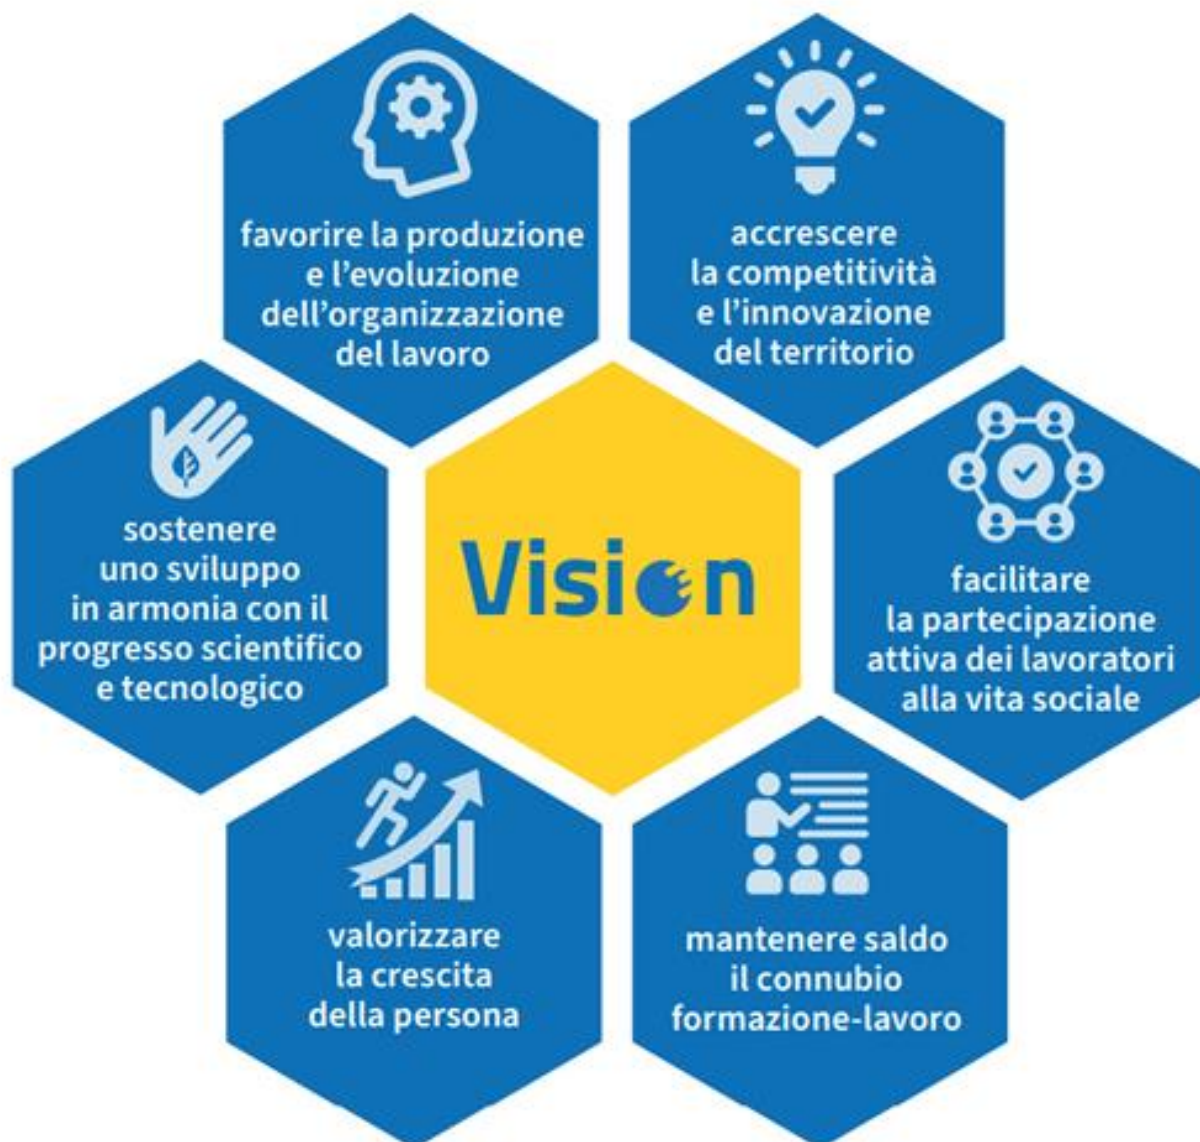 favorire la produzione
e l’evoluzione
dell’organizzazione
del lavoro
accrescere
la competitività
e l’innovazione
del territorio
sostenere
uno sviluppo
in armonia con il
progresso scientifico
e tecnologico
Vision
facilitare
la partecipazione
attiva dei lavoratori
alla vita sociale
valorizzare
la crescita
della persona
mantenere saldo
il connubio
formazione-lavoro